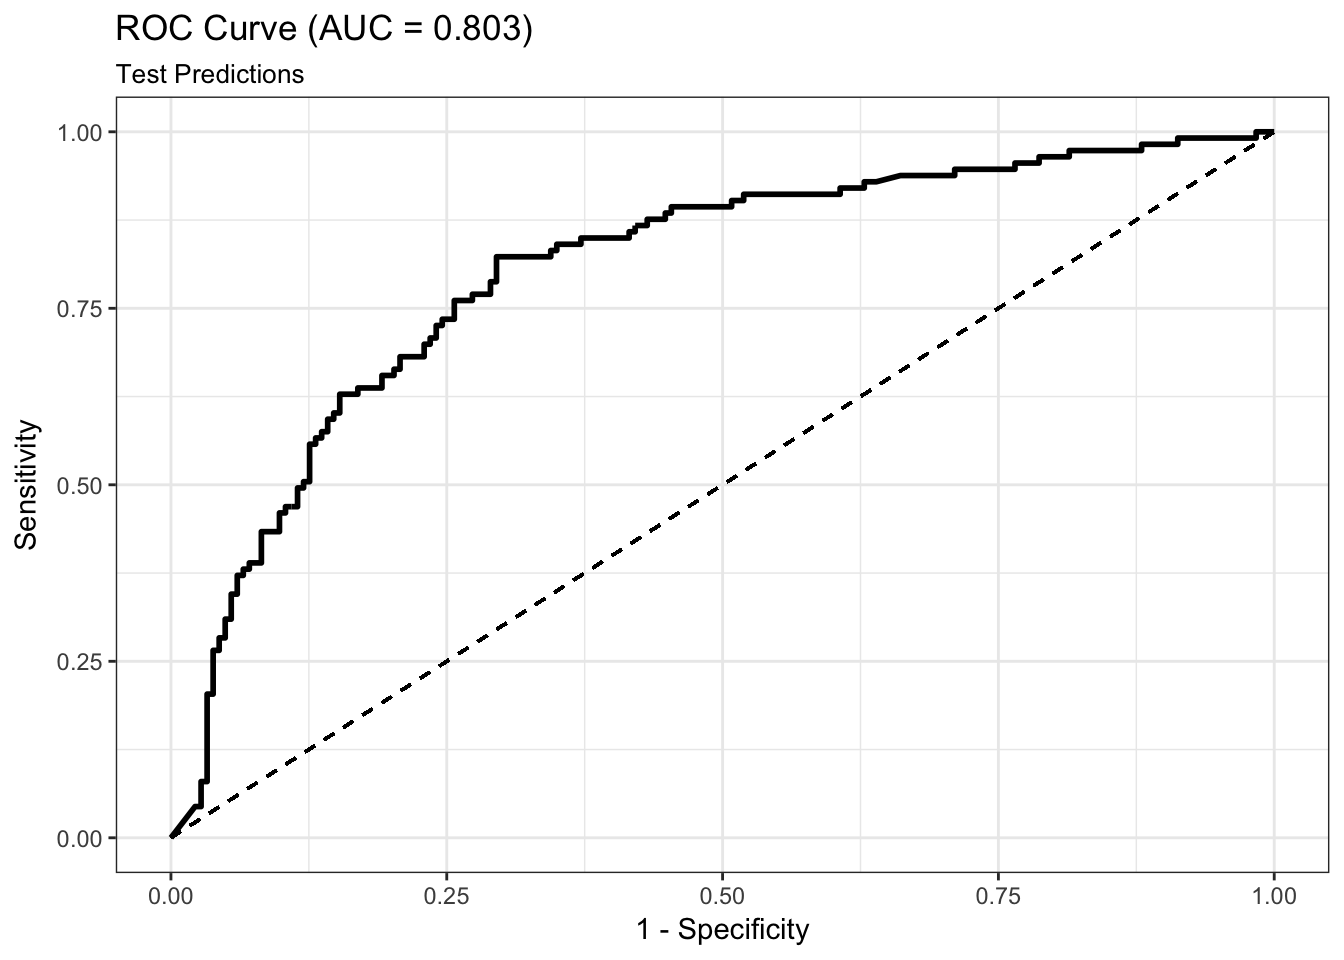 ROC Curve (AUC = 0.803)
Test Predictions
1.00
0.75
0.50
0.25
0.00
Sensitivity
0.00 0.25 0.50 0.75 1.00
1 - Specificity